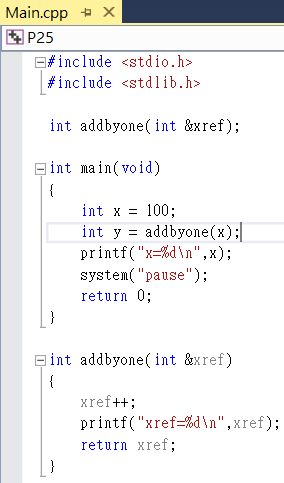 Main.cpp
P25
#include <stdio.h>
#include <stdlib.h>
int addbyone(int &xref);
int main(void)
{
int x = 100;
int y = addbyone(x);
printf("x=%d\n",x);
system("pause");
return 0;
}
int addbyone(int &xref)
{
xref++;
printf("xref=%d\n",xref);
return xref;
}